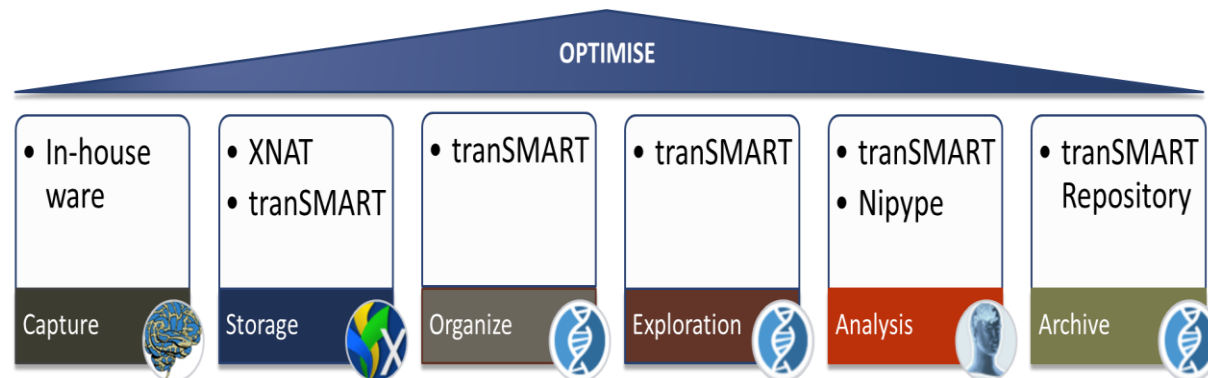 OPTIMISE
• In-house
ware
• XNAT
• tranSMART
• tranSMART
• tranSMART
• tranSMART
• Nipype
• tranSMART
Repository
Capture
Storage
X
Organize
Exploration
Analysis
Archive